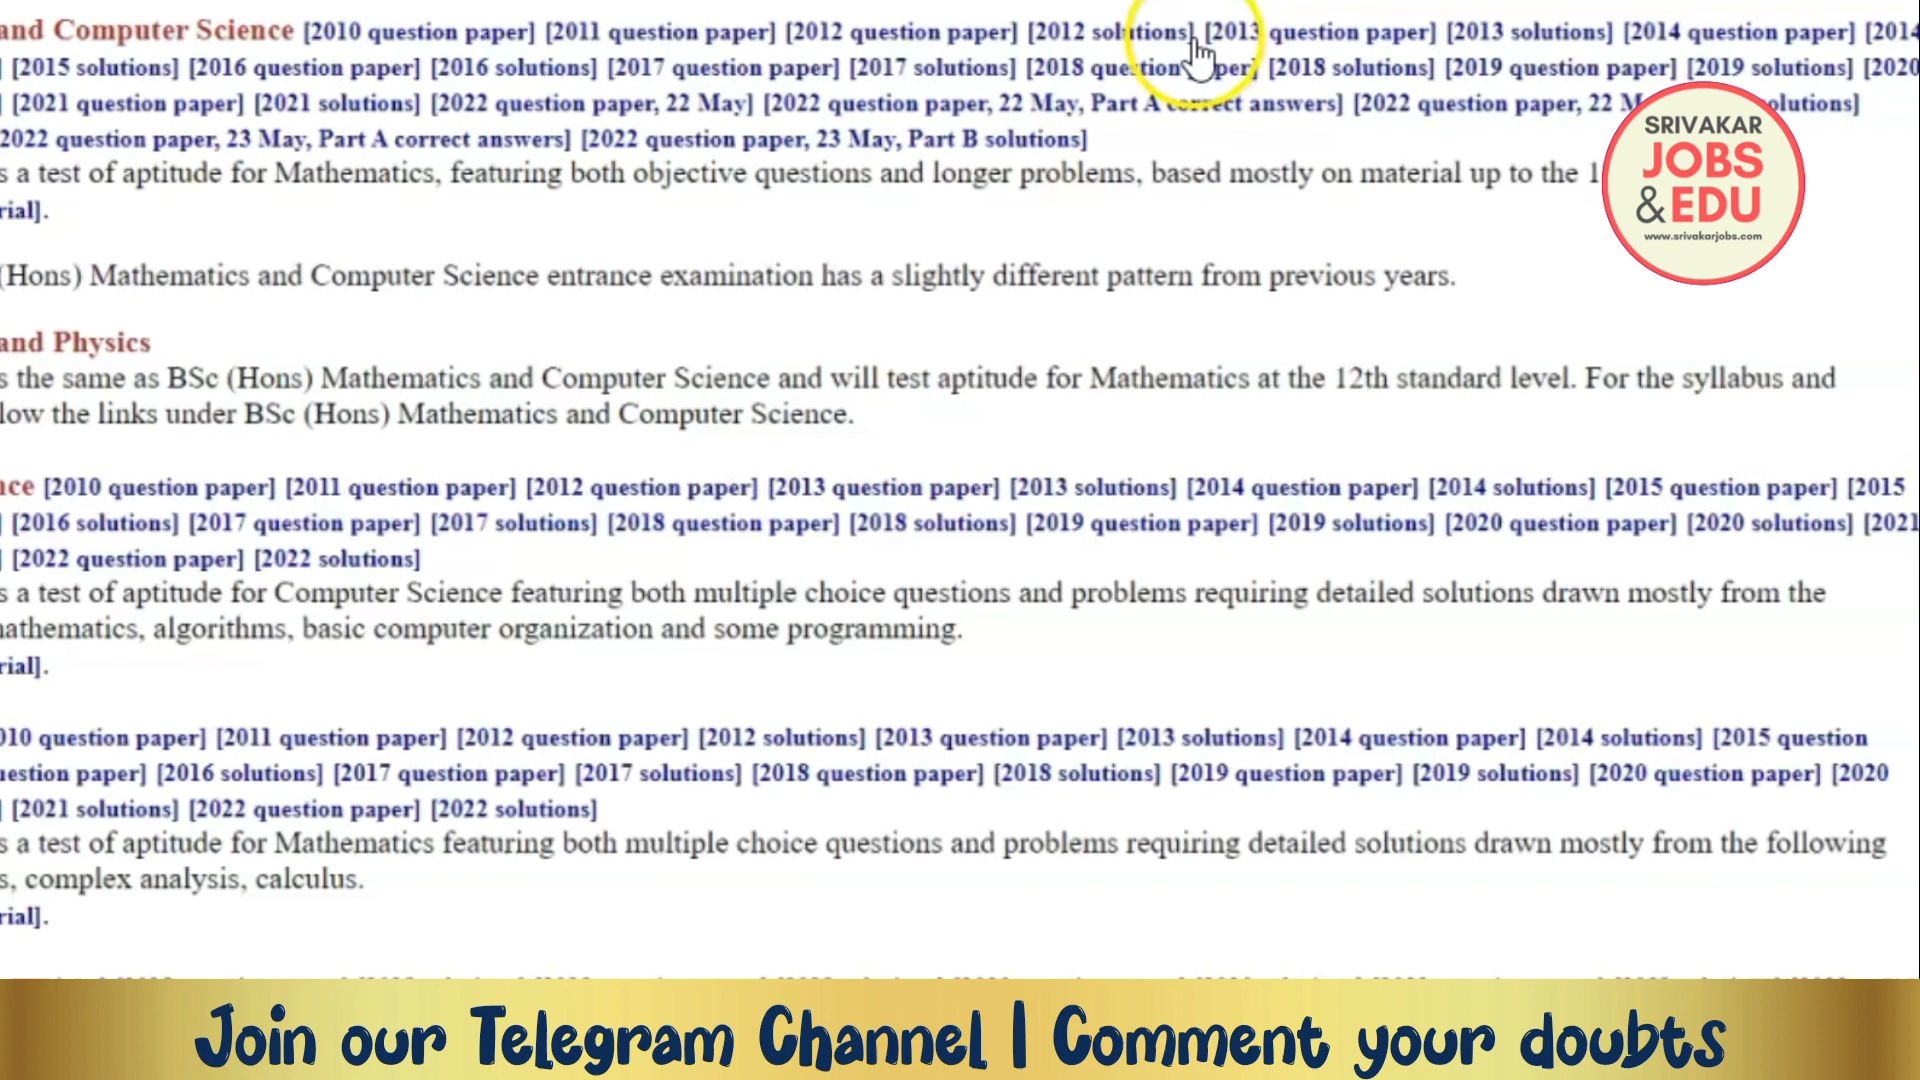 and Computer Science [2010 question paper] [2011 question paper] [2012 question paper] [2012 solutions] [2013 question paper] [2013 solutions] [2014 question paper] [2014
] [2015 solutions] [2016 question paper] [2016 solutions] [2017 question paper] [2017 solutions] [2018 question paper] [2018 solutions] [2019 question paper] [2019 solutions] [2020
] [2021 question paper] [2021 solutions] [2022 question paper, 22 May] [2022 question paper, 22 May, Part A correct answers] [2022 question paper, 22 M olutions]
2022 question paper, 23 May, Part A correct answers] [2022 question paper, 23 May, Part B solutions]
s a test of aptitude for Mathematics, featuring both objective questions and longer problems, based mostly on material up to the 1
rial].
(Hons) Mathematics and Computer Science entrance examination has a slightly different pattern from previous years.
and Physics
s the same as BSc (Hons) Mathematics and Computer Science and will test aptitude for Mathematics at the 12th standard level. For the syllabus and
low the links under BSc (Hons) Mathematics and Computer Science.
nce [2010 question paper] [2011 question paper] [2012 question paper] [2013 question paper] [2013 solutions] [2014 question paper] [2014 solutions] [2015 question paper] [2015
] [2016 solutions] [2017 question paper] [2017 solutions] [2018 question paper] [2018 solutions] [2019 question paper] [2019 solutions] [2020 question paper] [2020 solutions] [2021
] [2022 question paper] [2022 solutions]
s a test of aptitude for Computer Science featuring both multiple choice questions and problems requiring detailed solutions drawn mostly from the
athematics, algorithms, basic computer organization and some programming.
rial].
010 question paper] [2011 question paper] [2012 question paper] [2012 solutions] [2013 question paper] [2013 solutions] [2014 question paper] [2014 solutions] [2015 question
uestion paper] [2016 solutions] [2017 question paper] [2017 solutions] [2018 question paper] [2018 solutions] [2019 question paper] [2019 solutions] [2020 question paper] [2020
] [2021 solutions] [2022 question paper] [2022 solutions]
s a test of aptitude for Mathematics featuring both multiple choice questions and problems requiring detailed solutions drawn mostly from the following
s, complex analysis, calculus.
rial].
SRIVAKAR
JOBS
&EDU
www.srivakarjobs.com
Join our Telegram Channel | Comment your doubts